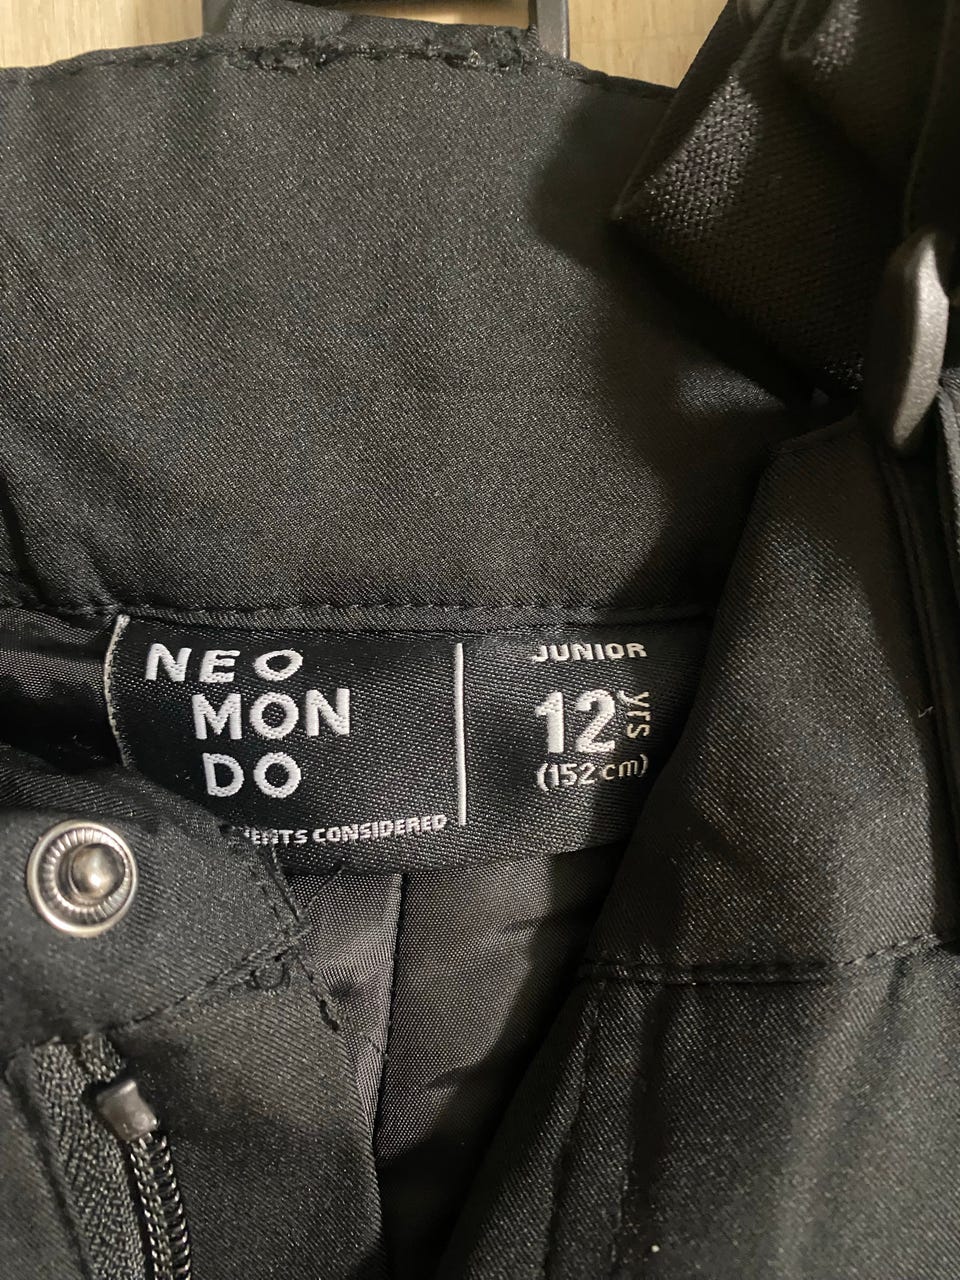 NEO
MON
DO
CONSIDERED
JUNIOR
12 yrs
(152 cm)